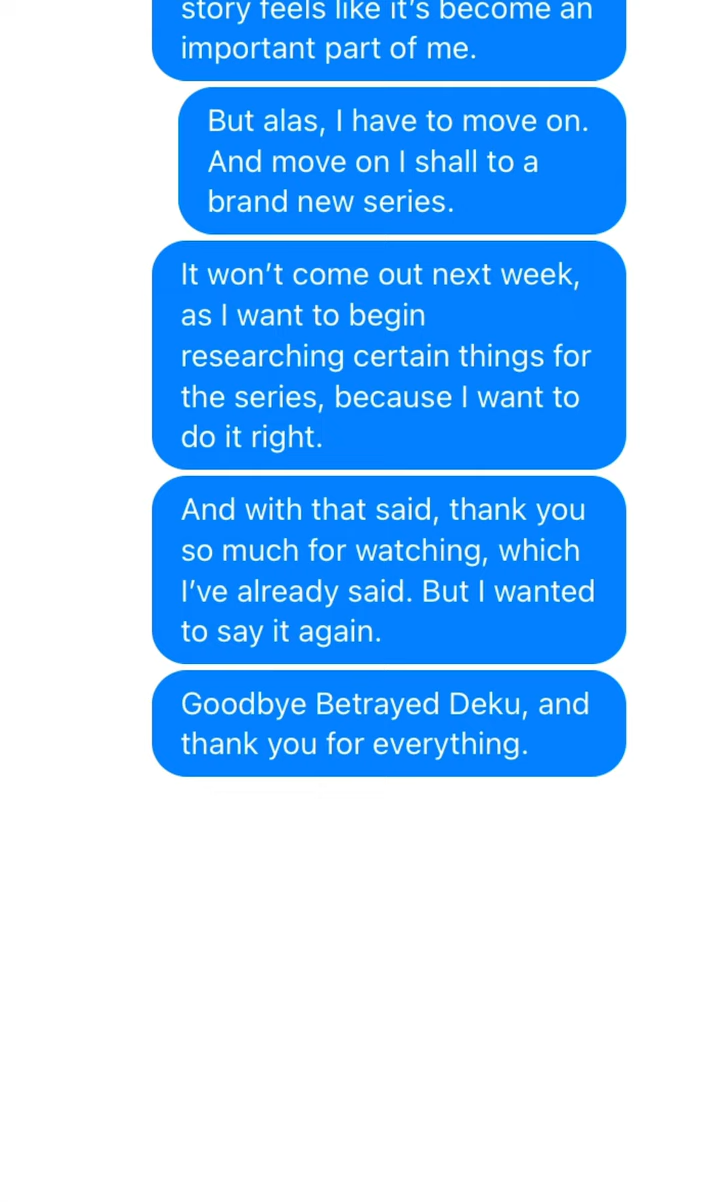 story feels like it's become an
important part of me.
But alas, I have to move on.
And move on I shall to a
brand new series.
It won't come out next week,
as I want to begin
researching certain things for
the series, because I want to
do it right.
And with that said, thank you
so much for watching, which
I've already said. But I wanted
to say it again.
Goodbye Betrayed Deku, and
thank you for everything.